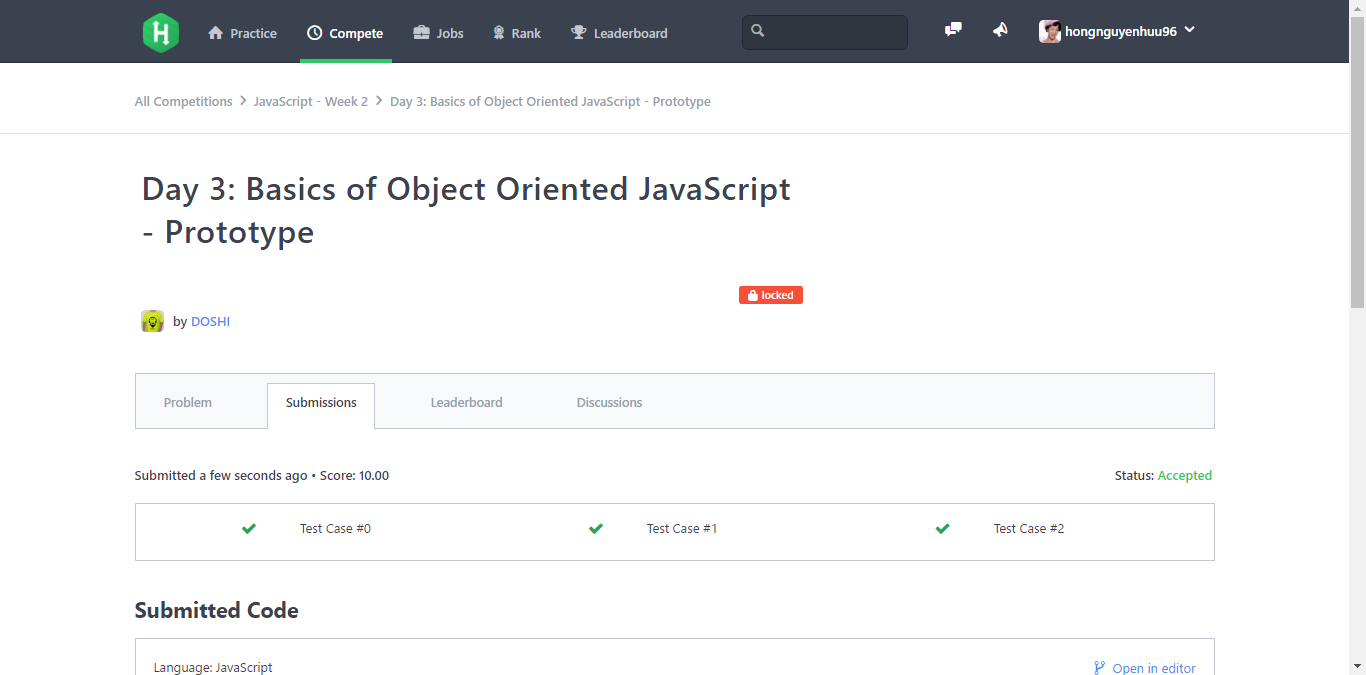 H Practice Compete Jobs Rank Leaderboard hongnguyenhuu96
All Competitions > JavaScript - Week 2 > Day 3: Basics of Object Oriented JavaScript - Prototype
Day 3: Basics of Object Oriented JavaScript
- Prototype
locked
by DOSHI
Problem Submissions Leaderboard Discussions
Submitted a few seconds ago • Score: 10.00 Status: Accepted
Test Case #0 Test Case #1 Test Case #2
Submitted Code
Language: JavaScript Open in editor